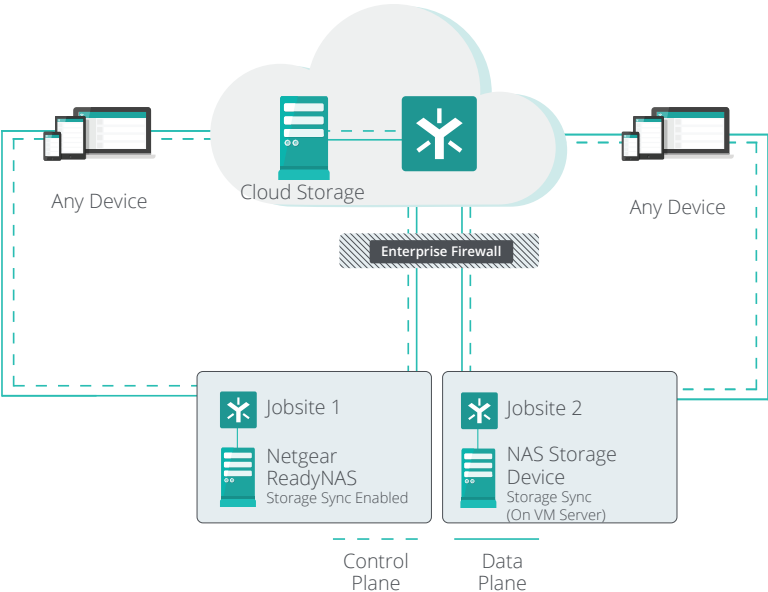 Cloud Storage
Any Device
Any Device
Enterprise Firewall
Jobsite 1
Netgear
ReadyNAS
Storage Sync Enabled
Jobsite 2
NAS Storage
Device
Storage Sync
(On VM Server)
Control
Plane
Data
Plane